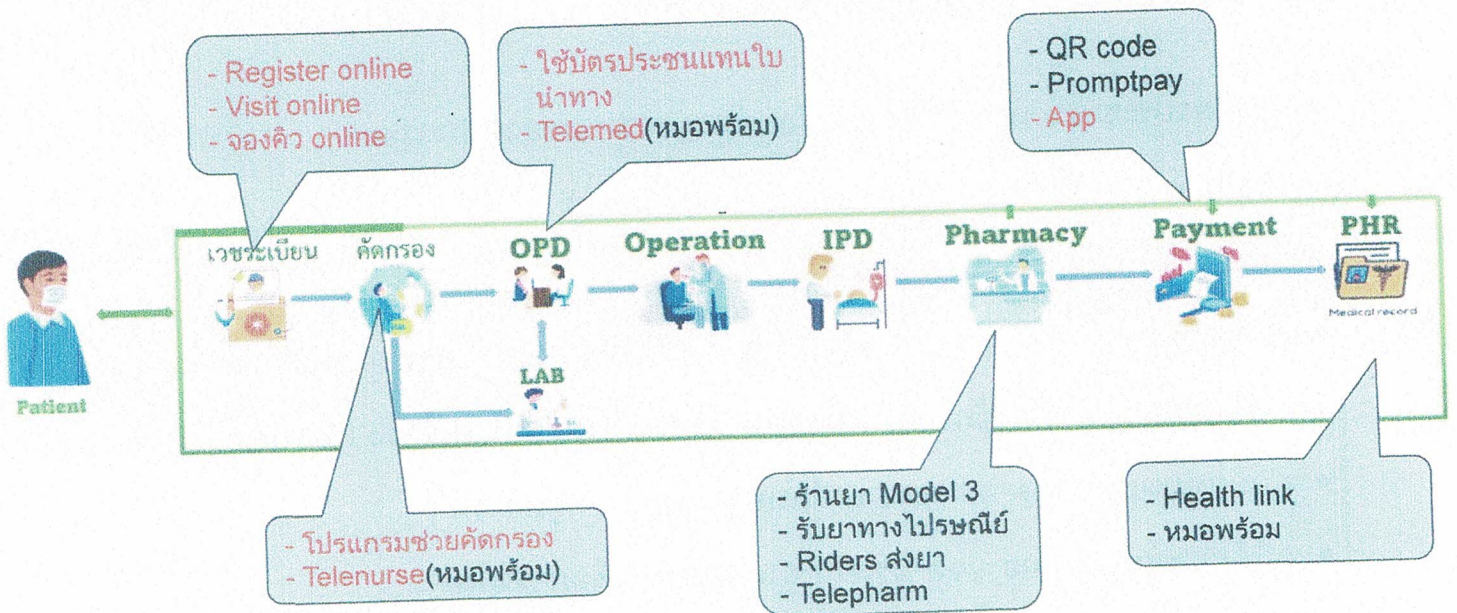 - Register online
- Visit online
- จองคิว online
- ใช้บัตรประชนแทนใบ
นำทาง
- Telemed(หมอพร้อม)
- QR code
- Promptpay
- App
เวชระเบียน
คัดกรอง
OPD
Operation
IPD
Pharmacy
Payment
PHR
Medical record
LAB
Patient
- โปรแกรมช่วยคัดกรอง
- Telenurse(หมอพร้อม)
- ร้านยา Model 3
- รับยาทางไปรษณีย์
- Riders ส่งยา
- Telepharm
- Health link
- หมอพร้อม